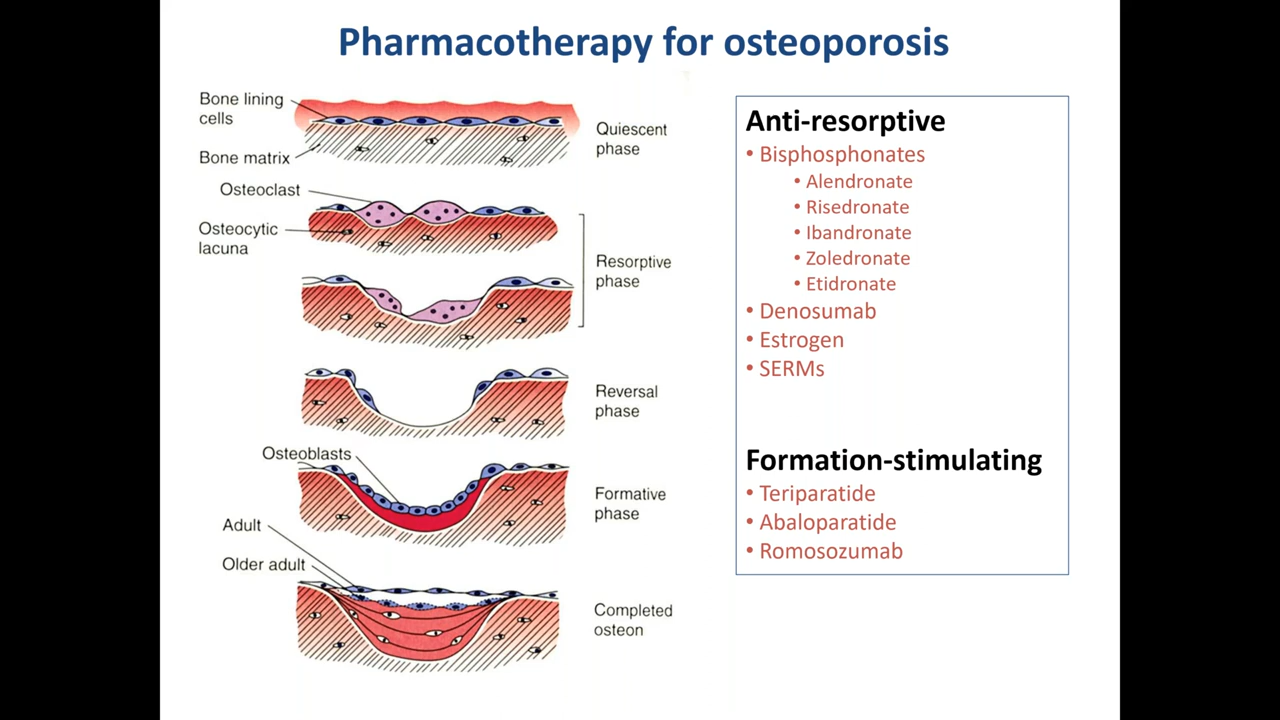 Pharmacotherapy for osteoporosis
Bone lining
cells
Bone matrix
Quiescent
phase
Osteoclast
Osteocytic
lacuna
Resorptive
phase
Reversal
phase
Osteoblasts
Formative
phase
Adult
Older adult
Completed
osteon
Anti-resorptive
• Bisphosphonates
• Alendronate
• Risedronate
• Ibandronate
• Zoledronate
• Etidronate
• Denosumab
• Estrogen
• SERMs
Formation-stimulating
• Teriparatide
• Abaloparatide
• Romosozumab